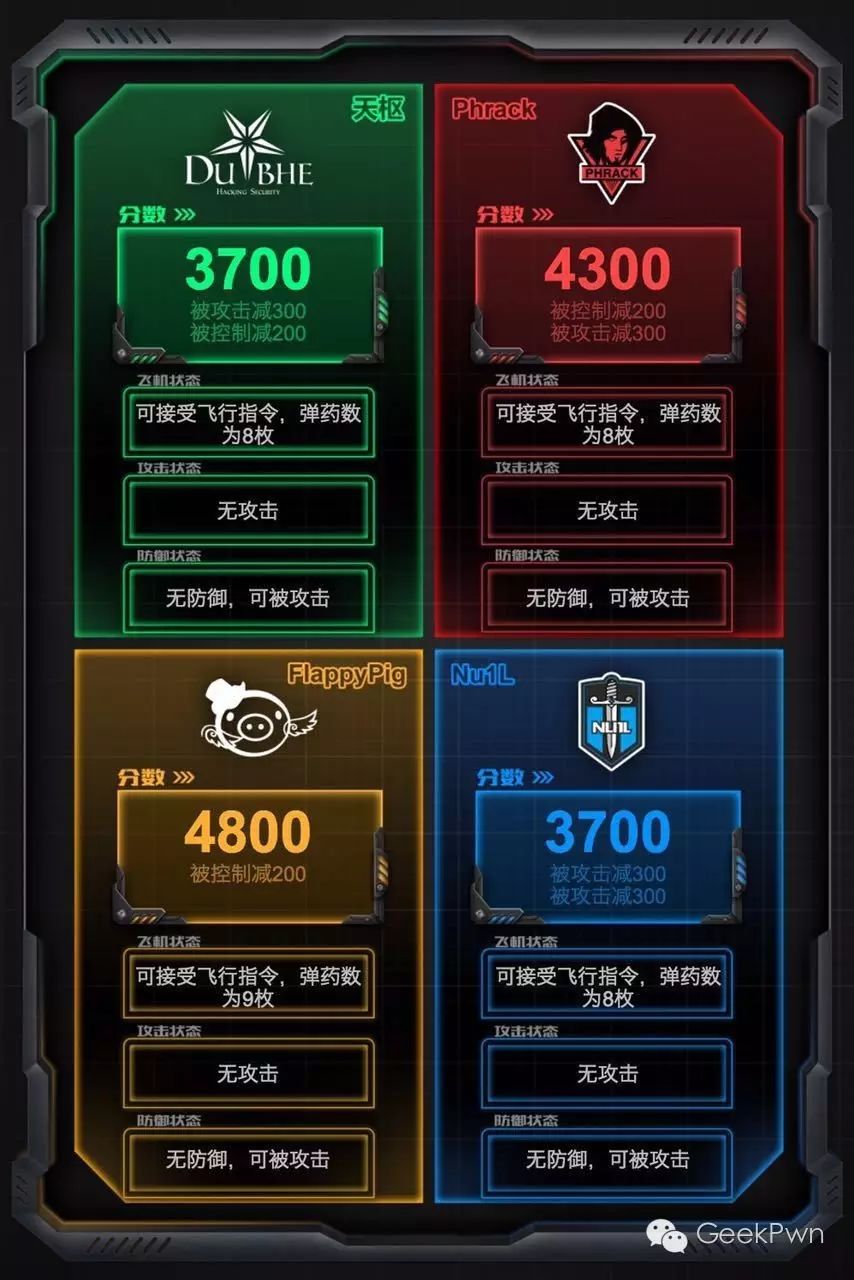 天枢
DUBHE
HACKING SECURITY
分数 >>>
3700
被攻击减300
被控制减200
飞机状态
可接受飞行指令，弹药数
为8枚
攻击状态
无攻击
防御状态
无防御，可被攻击
Phrack
PHRACK
分数 >>>
4300
被控制减200
被攻击减300
飞机状态
可接受飞行指令，弹药数
为8枚
攻击状态
无攻击
防御状态
无防御，可被攻击
FlappyPig
分数 >>>
4800
被控制减200
飞机状态
可接受飞行指令，弹药数
为9枚
攻击状态
无攻击
防御状态
无防御，可被攻击
Nu1L
NU1L
分数 >>>
3700
被攻击减300
被攻击减300
飞机状态
可接受飞行指令，弹药数
为8枚
攻击状态
无攻击
防御状态
无防御，可被攻击
GeekPwn